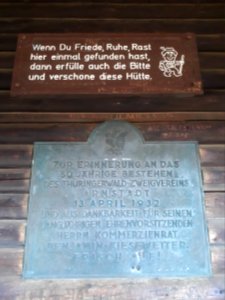 Wenn Du Friede, Ruhe, Rast
hier einmal gefunden hast,
dann erfülle auch die Bitte
und verschone diese Hütte.
ZUR ERINNERUNG AN DAS
50 JÄHRIGE BESTEHEN
DES THÜRINGERWALD-ZWEIGVEREINS
ARNSTADT
13. APRIL 1932
UND AUS DANKBARKEIT FÜR SEINEN
LANGJÄHRIGEN EHRENVORSITZENDEN
HERRN KOMMERZIENRAT
BENJAMIN KIESEWETTER
FRISCH AUF!